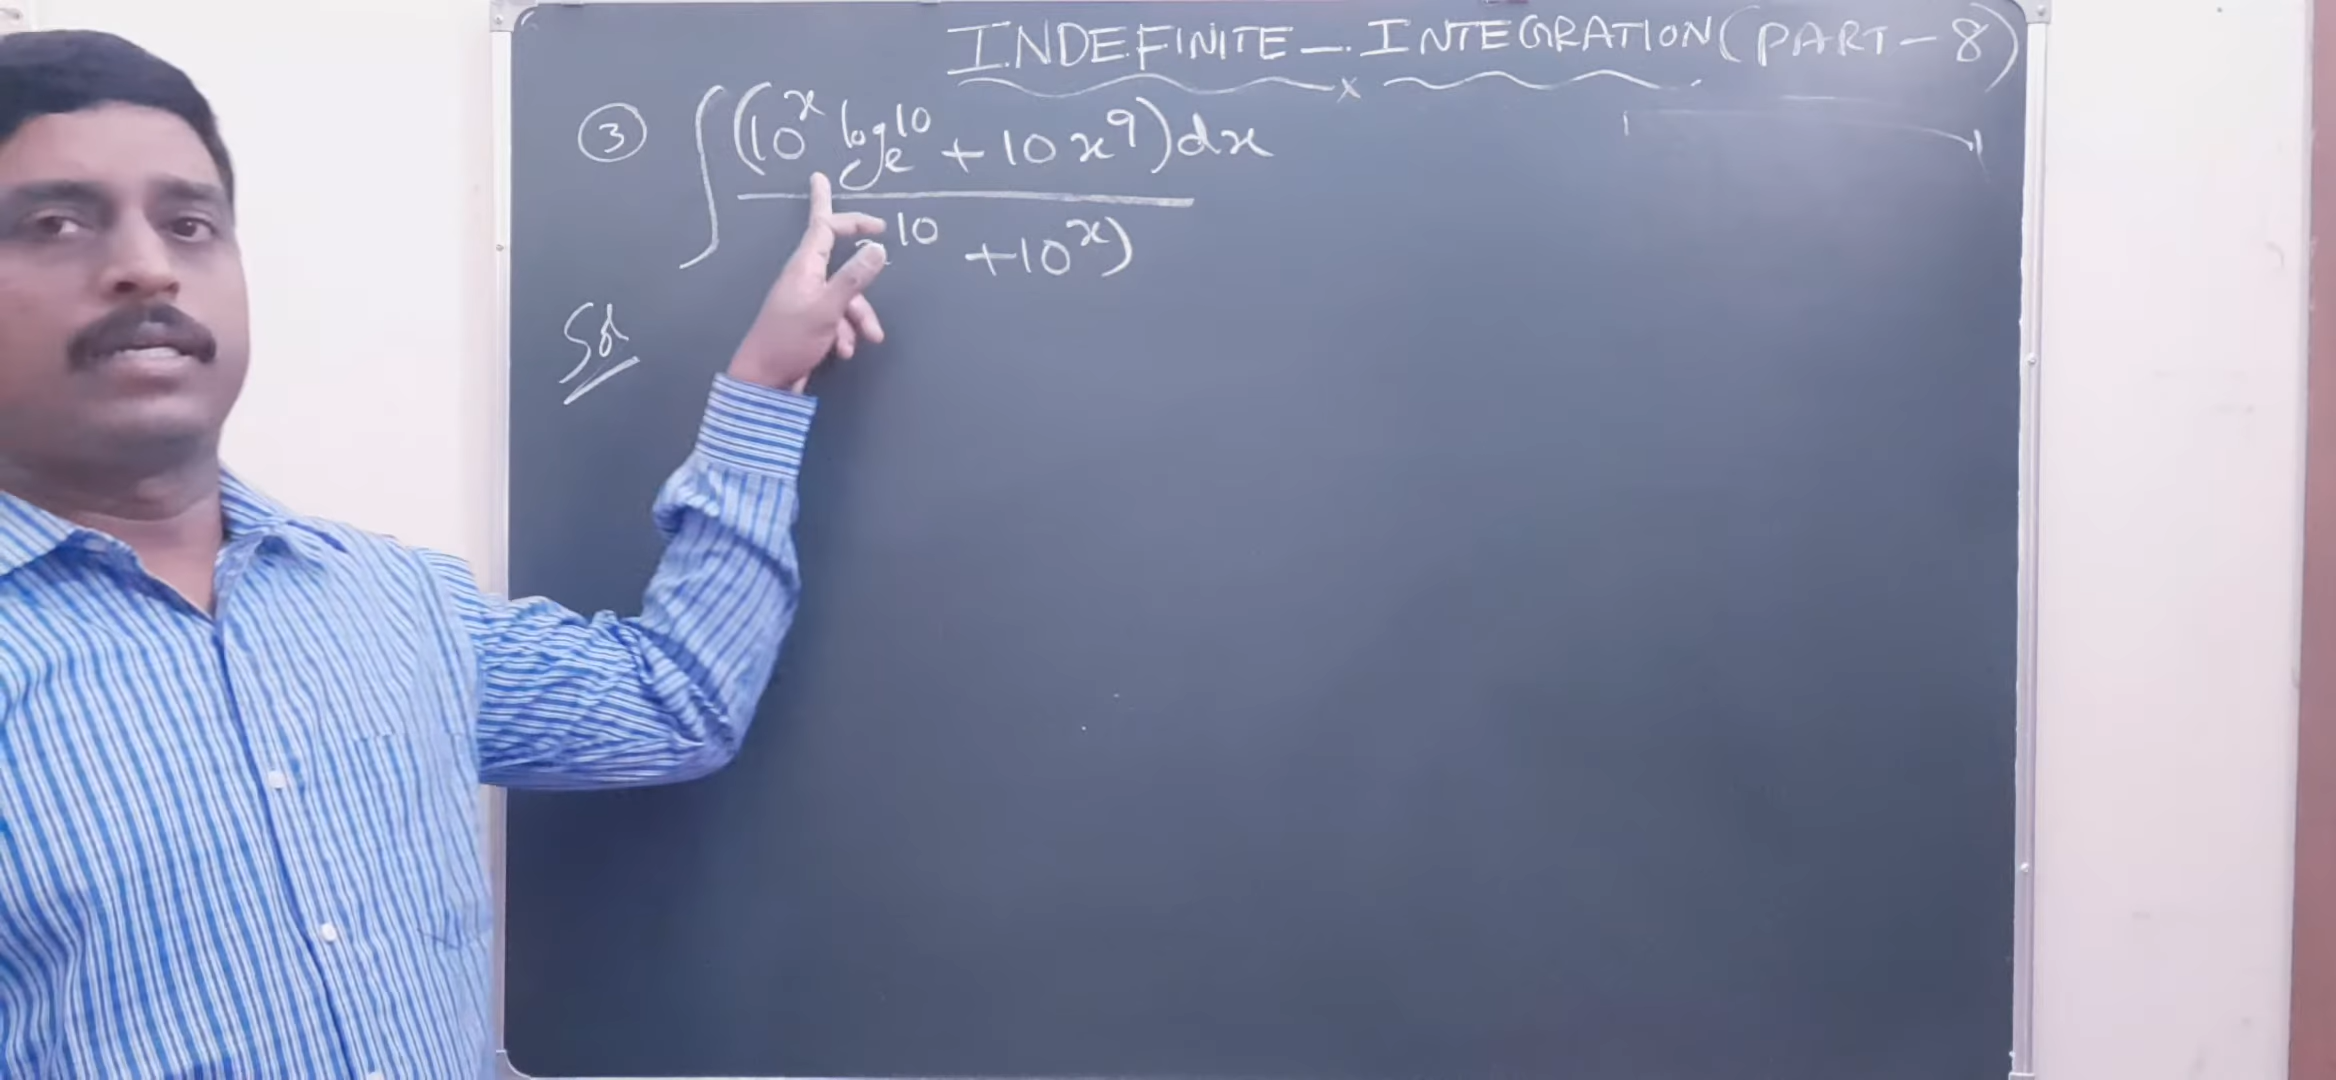 INDEFINITE - INTEGRATION (PART - 8)
③ ∫ (10^x log_e^10 + 10x^9) dx
x^10 + 10^x)
Sol